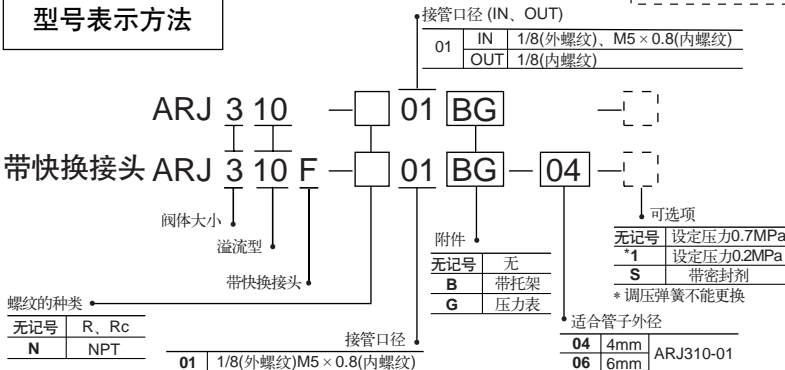 型号表示方法
接管口径 (IN、OUT)
01 IN 1/8(外螺纹)、M5×0.8(内螺纹)
OUT 1/8(内螺纹)
ARJ 3 10 — 01 BG —
带快换接头 ARJ 3 10 F — 01 BG — 04 —
阀体大小
溢流型
带快换接头
附件
无记号 无
B 带托架
G 压力表
可选项
无记号 设定压力0.7MPa
*1 设定压力0.2MPa
S 带密封剂
* 调压弹簧不能更换
螺纹的种类
无记号 R、Rc
N NPT
接管口径
01 1/8(外螺纹)M5×0.8(内螺纹)
适合管子外径
04 4mm ARJ310-01
06 6mm